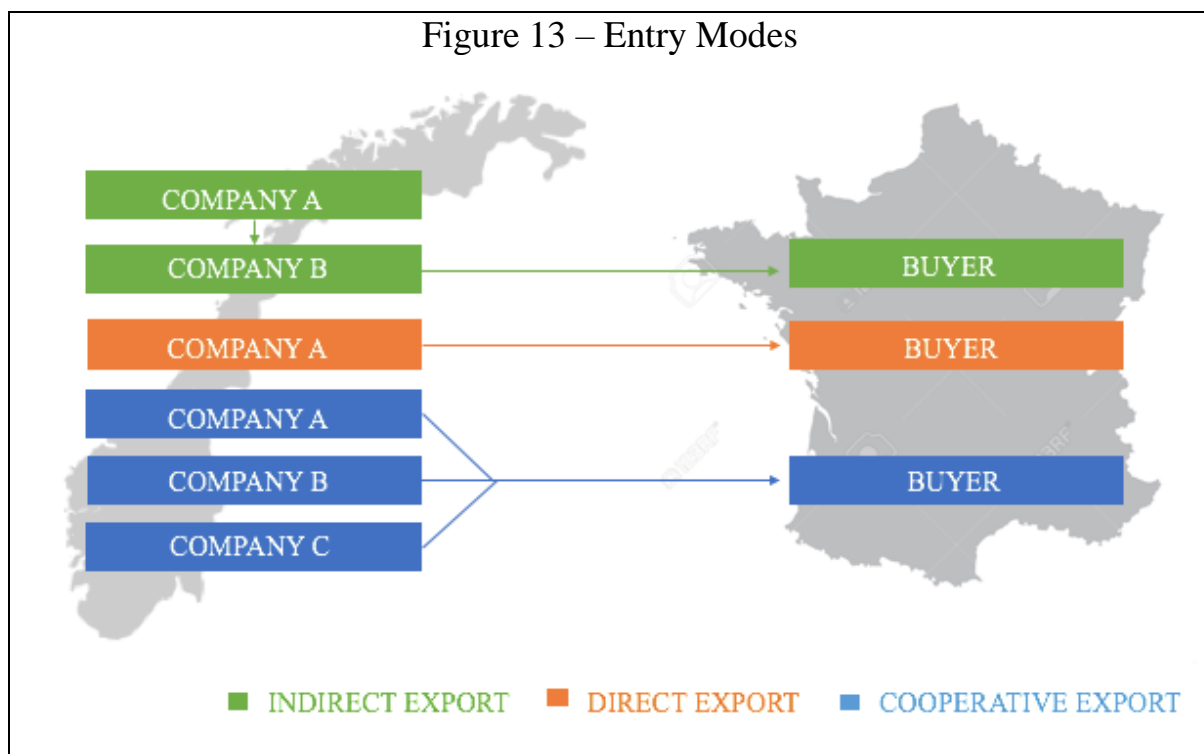 Figure 13 – Entry Modes
COMPANY A
COMPANY B
BUYER
COMPANY A
BUYER
COMPANY A
COMPANY B
BUYER
COMPANY C
INDIRECT EXPORT
DIRECT EXPORT
COOPERATIVE EXPORT